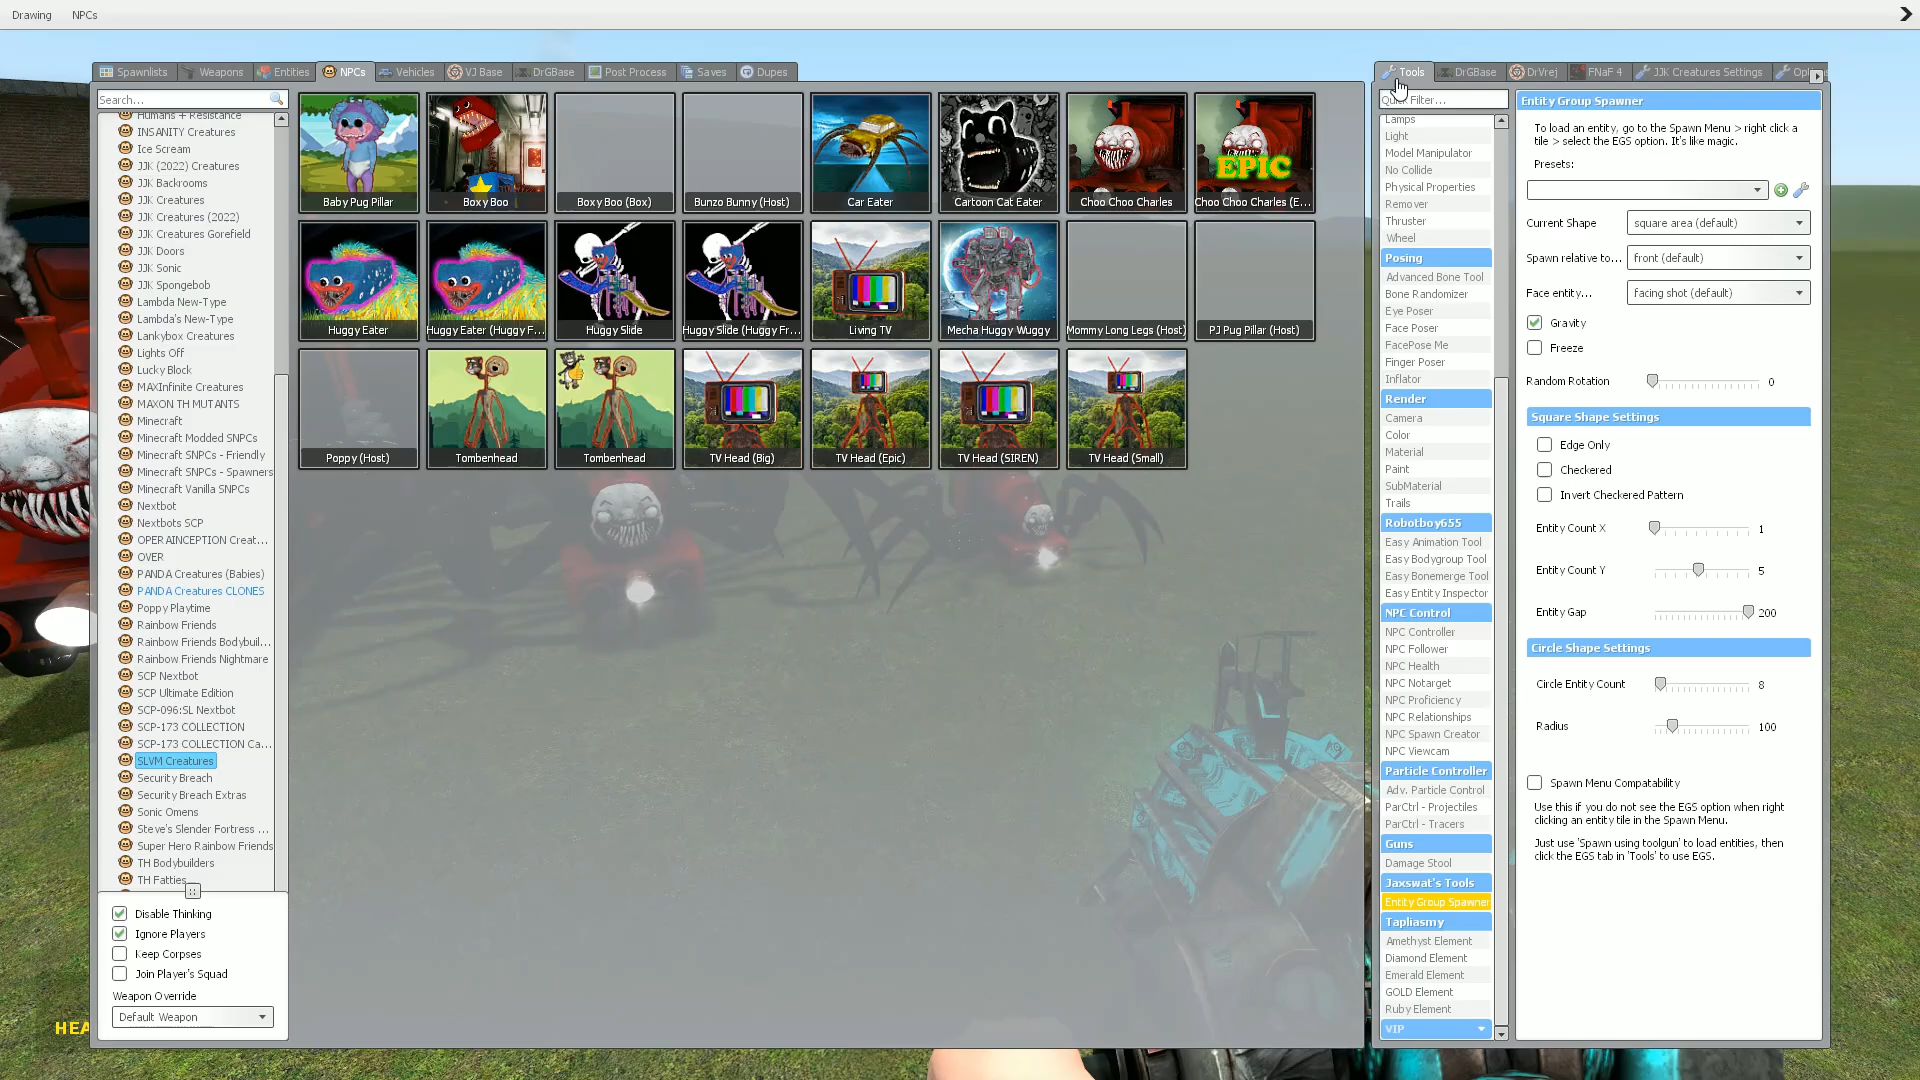 Drawing NPCs
Spawnlists Weapons Entities NPCs Vehicles VJ Base DrGBase Post Process Saves Dupes
Search...
Humans + Resistance
INSANITY Creatures
Ice Scream
JJK (2022) Creatures
JJK Backrooms
JJK Creatures
JJK Creatures (2022)
JJK Creatures Gorefield
JJK Doors
JJK Sonic
JJK Spongebob
Lambda New-Type
Lambda's New-Type
Lankybox Creatures
Lights Off
Lucky Block
MAXInfinite Creatures
MAXON TH MUTANTS
Minecraft
Minecraft Modded SNPCs
Minecraft SNPCs - Friendly
Minecraft SNPCs - Spawners
Minecraft Vanilla SNPCs
Nextbot
Nextbots SCP
OPERAINCEPTION Creat...
OVER
PANDA Creatures (Babies)
PANDA Creatures CLONES
Poppy Playtime
Rainbow Friends
Rainbow Friends Bodybuil...
Rainbow Friends Nightmare
SCP Nextbot
SCP Ultimate Edition
SCP-096:SL Nextbot
SCP-173 COLLECTION
SCP-173 COLLECTION Ca...
SLVM Creatures
Security Breach
Security Breach Extras
Sonic Omens
Steve's Slender Fortress ...
Super Hero Rainbow Friends
TH Bodybuilders
TH Fatties
Disable Thinking
Ignore Players
Keep Corpses
Join Player's Squad
Weapon Override
Default Weapon
HEA
EPIC
Baby Pug Pillar Boxy Boo Boxy Boo (Box) Bunzo Bunny (Host) Car Eater Cartoon Cat Eater Choo Choo Charles Choo Choo Charles (E...
Huggy Eater Huggy Eater (Huggy F... Huggy Slide Huggy Slide (Huggy Fr... Living TV Mecha Huggy Wuggy Mommy Long Legs (Host) PJ Pug Pillar (Host)
Poppy (Host) Tombenhead Tombenhead TV Head (Big) TV Head (Epic) TV Head (SIREN) TV Head (Small)
Tools DrGBase DrVrej FNaF 4 JJK Creatures Settings
Filter...
Lamps
Light
Model Manipulator
No Collide
Physical Properties
Remover
Thruster
Wheel
Posing
Advanced Bone Tool
Bone Randomizer
Eye Poser
Face Poser
FacePose Me
Finger Poser
Inflator
Render
Camera
Color
Material
Paint
SubMaterial
Trails
Robotboy655
Easy Animation Tool
Easy Bodygroup Tool
Easy Bonemerge Tool
Easy Entity Inspector
NPC Control
NPC Controller
NPC Follower
NPC Health
NPC Notarget
NPC Proficiency
NPC Relationships
NPC Spawn Creator
NPC Viewcam
Particle Controller
Adv. Particle Control
ParCtrl - Projectiles
ParCtrl - Tracers
Guns
Damage Stool
Jaxswat's Tools
Entity Group Spawner
Tapliasmy
Amethyst Element
Diamond Element
Emerald Element
GOLD Element
Ruby Element
VIP
Entity Group Spawner
To load an entity, go to the Spawn Menu > right click a
tile > select the EGS option. It's like magic.
Presets:
Current Shape square area (default)
Spawn relative to... front (default)
Face entity... facing shot (default)
Gravity
Freeze
Random Rotation 0
Square Shape Settings
Edge Only
Checkered
Invert Checkered Pattern
Entity Count X 1
Entity Count Y 5
Entity Gap 200
Circle Shape Settings
Circle Entity Count 8
Radius 100
Spawn Menu Compatability
Use this if you do not see the EGS option when right
clicking an entity tile in the Spawn Menu.
Just use 'Spawn using toolgun' to load entities, then
click the EGS tab in 'Tools' to use EGS.